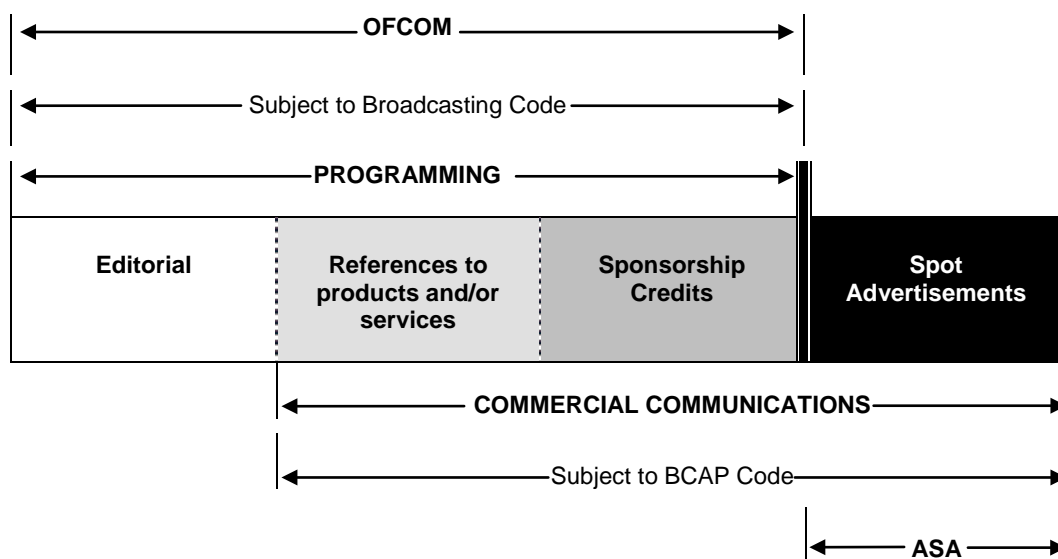 OFCOM
Subject to Broadcasting Code
PROGRAMMING
Editorial
References to
products and/or
services
Sponsorship
Credits
Spot
Advertisements
COMMERCIAL COMMUNICATIONS
Subject to BCAP Code
ASA